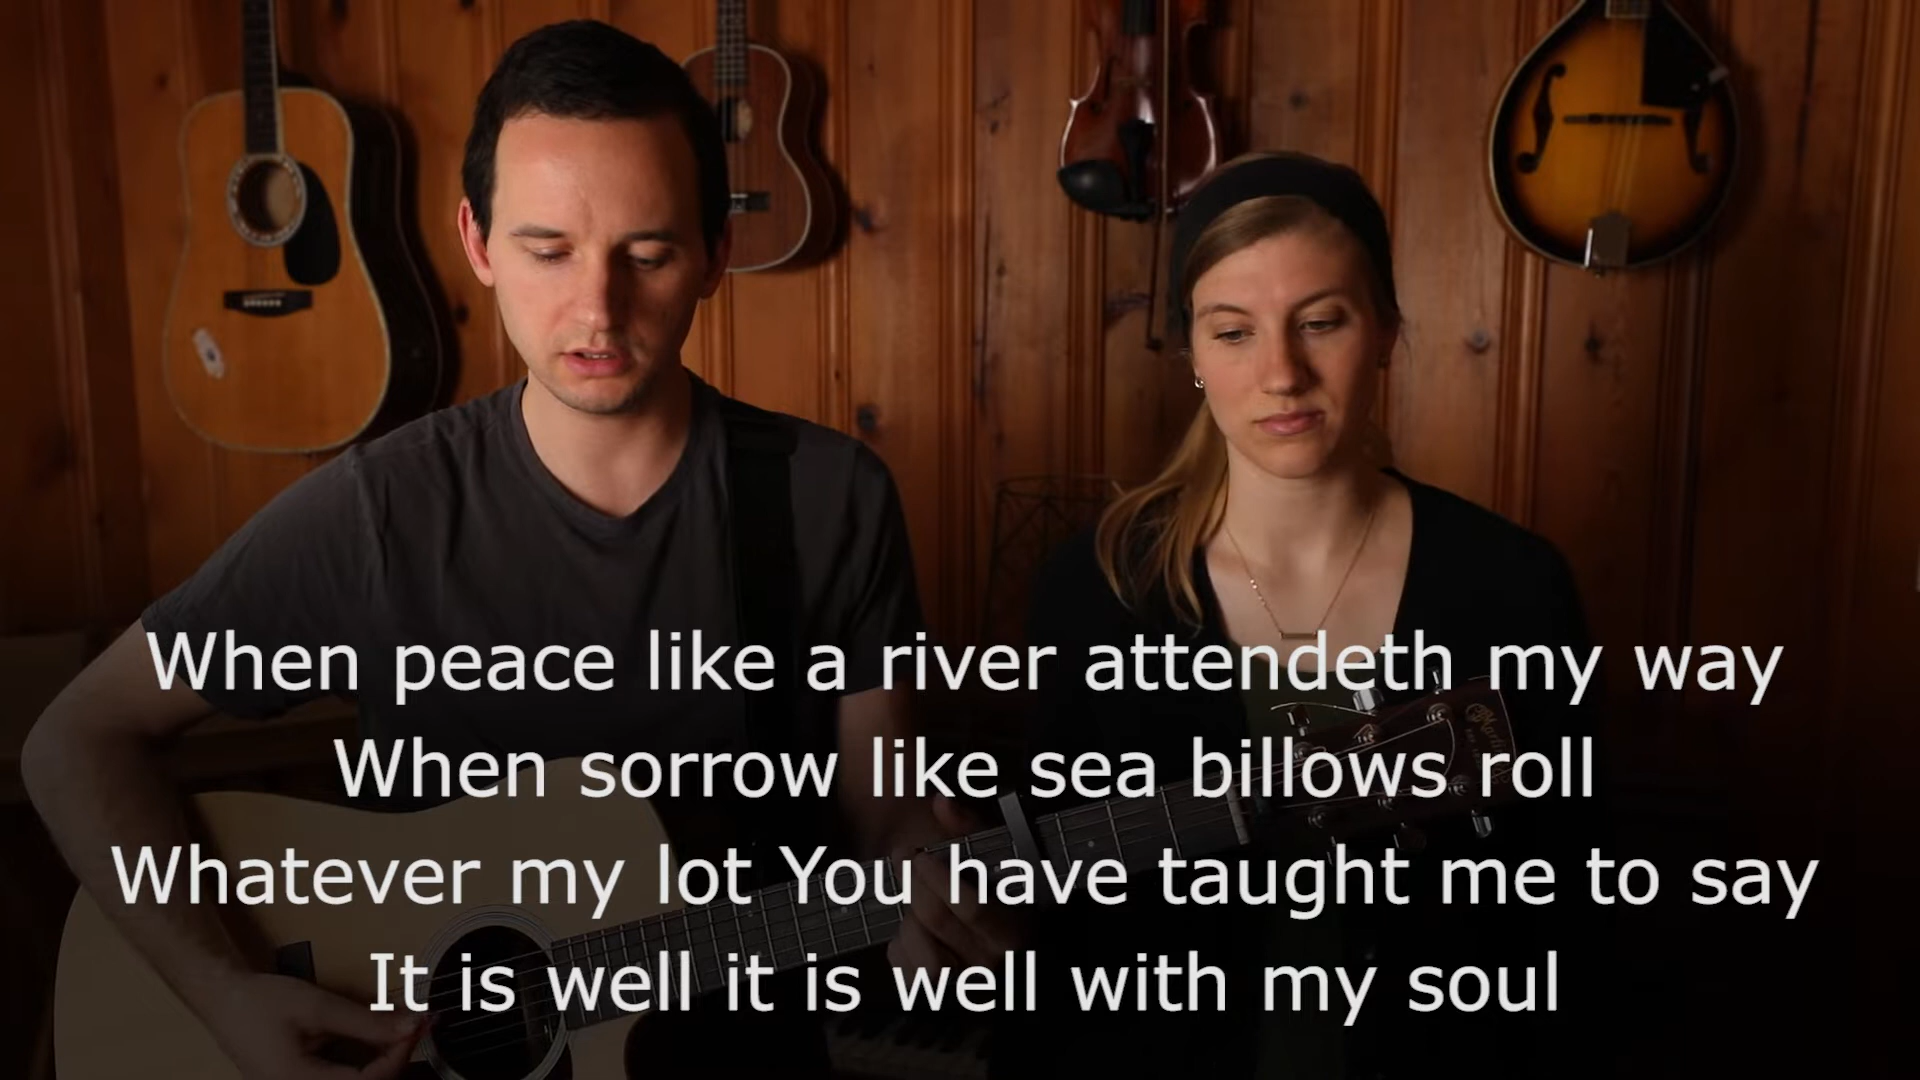 When peace like a river attendeth my way
When sorrow like sea billows roll
Whatever my lot You have taught me to say
It is well it is well with my soul
Martin